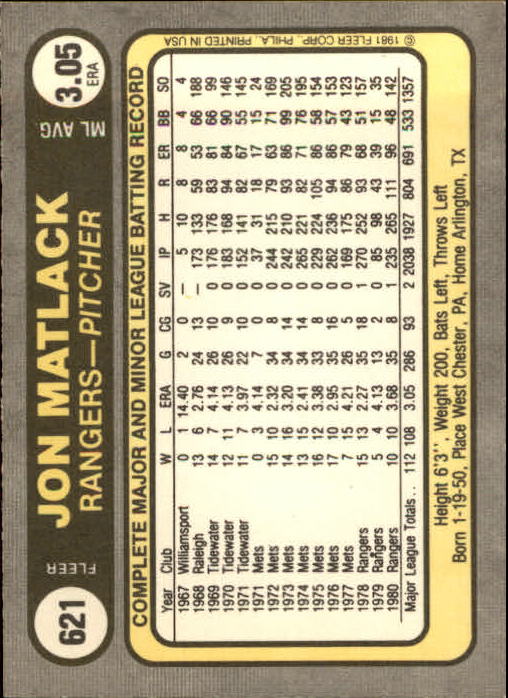 621
FLEER
JON MATLACK
RANGERS—PITCHER
ML AVG
3.05
ERA
COMPLETE MAJOR AND MINOR LEAGUE BATTING RECORD
Year Club W L ERA G CG SV IP H R ER BB SO
1967 Williamsport 0 1 14.40 2 0 — 5 10 8 8 4 4
1968 Raleigh 13 6 2.76 24 13 — 173 133 59 53 66 188
1969 Tidewater 14 7 4.14 26 10 0 176 176 83 81 66 99
1970 Tidewater 12 11 4.13 26 9 0 183 168 94 84 90 146
1971 Tidewater 11 7 3.97 22 10 0 152 141 82 67 55 145
1971 Mets 0 3 4.14 7 0 0 37 31 18 17 15 24
1972 Mets 15 10 2.32 34 8 0 244 215 79 63 71 169
1973 Mets 14 16 3.20 34 14 0 242 210 93 86 99 205
1974 Mets 13 15 2.41 34 14 0 265 221 82 71 76 195
1975 Mets 16 12 3.38 33 8 0 229 224 105 86 58 154
1976 Mets 17 10 2.95 35 16 0 262 236 94 86 57 153
1977 Mets 7 15 4.21 26 5 0 169 175 86 79 43 123
1978 Rangers 15 13 2.27 35 18 1 270 252 93 68 51 157
1979 Rangers 5 4 4.13 13 2 0 85 98 43 39 15 35
1980 Rangers 10 10 3.68 35 8 1 235 265 111 96 48 142
Major League Totals . . 112 108 3.05 286 93 2 2038 1927 804 691 533 1357
Height 6'3", Weight 200, Bats Left, Throws Left
Born 1-19-50, Place West Chester, PA, Home Arlington, TX
© 1981 FLEER CORP., PHILA., PRINTED IN USA